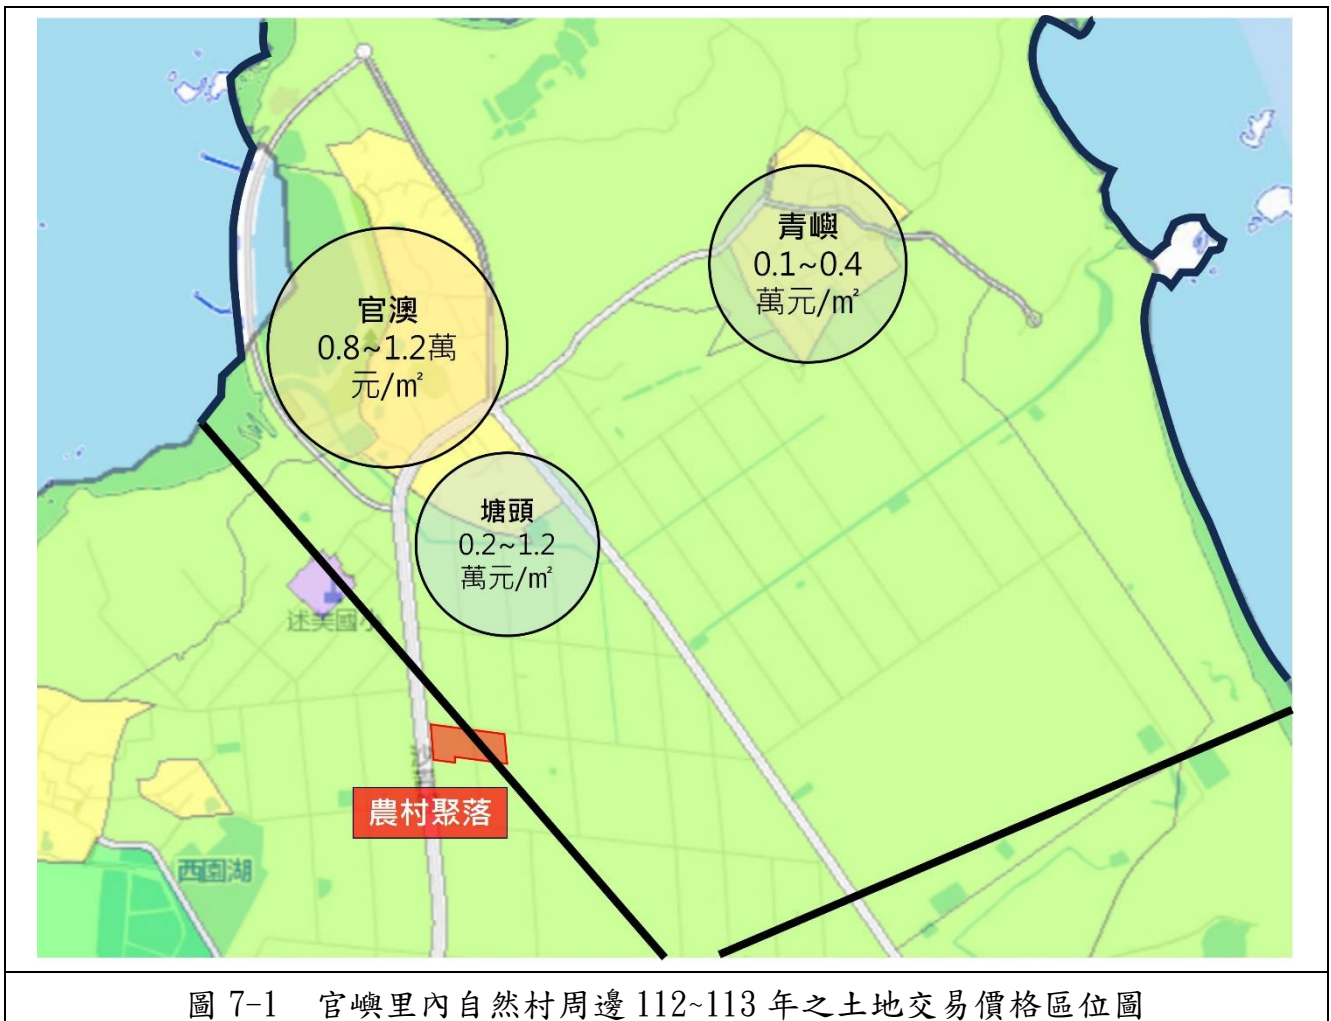 青嶼
0.1~0.4
萬元/㎡
官澳
0.8~1.2萬
元/㎡
塘頭
0.2~1.2
萬元/㎡
述美國小
農村聚落
西園湖
圖 7-1 官嶼里內自然村周邊 112~113 年之土地交易價格區位圖